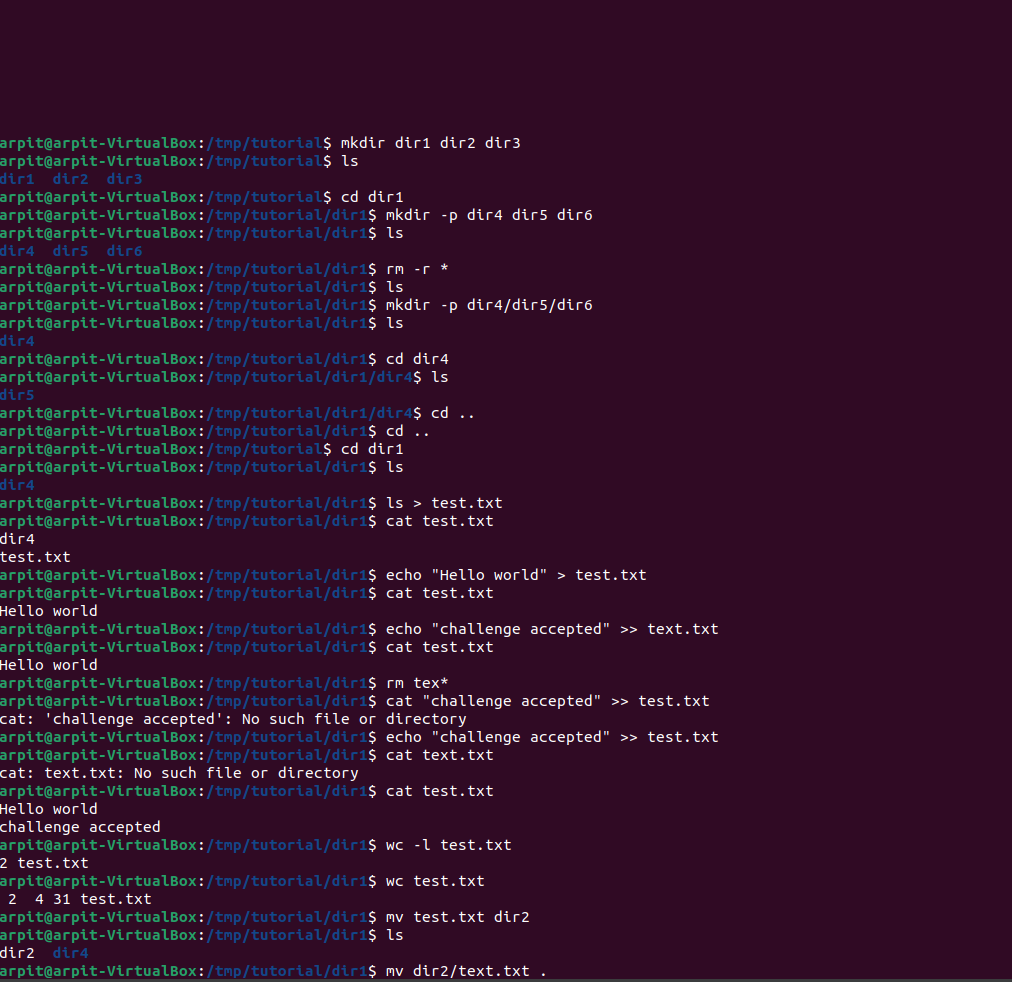 arpit@arpit-VirtualBox:/tmp/tutorial$ mkdir dir1 dir2 dir3
arpit@arpit-VirtualBox:/tmp/tutorial$ ls
dir1  dir2  dir3
arpit@arpit-VirtualBox:/tmp/tutorial$ cd dir1
arpit@arpit-VirtualBox:/tmp/tutorial/dir1$ mkdir -p dir4 dir5 dir6
arpit@arpit-VirtualBox:/tmp/tutorial/dir1$ ls
dir4  dir5  dir6
arpit@arpit-VirtualBox:/tmp/tutorial/dir1$ rm -r *
arpit@arpit-VirtualBox:/tmp/tutorial/dir1$ ls
arpit@arpit-VirtualBox:/tmp/tutorial/dir1$ mkdir -p dir4/dir5/dir6
arpit@arpit-VirtualBox:/tmp/tutorial/dir1$ ls
dir4
arpit@arpit-VirtualBox:/tmp/tutorial/dir1$ cd dir4
arpit@arpit-VirtualBox:/tmp/tutorial/dir1/dir4$ ls
dir5
arpit@arpit-VirtualBox:/tmp/tutorial/dir1/dir4$ cd ..
arpit@arpit-VirtualBox:/tmp/tutorial/dir1$ cd ..
arpit@arpit-VirtualBox:/tmp/tutorial$ cd dir1
arpit@arpit-VirtualBox:/tmp/tutorial/dir1$ ls
dir4
arpit@arpit-VirtualBox:/tmp/tutorial/dir1$ ls > test.txt
arpit@arpit-VirtualBox:/tmp/tutorial/dir1$ cat test.txt
dir4
test.txt
arpit@arpit-VirtualBox:/tmp/tutorial/dir1$ echo "Hello world" > test.txt
arpit@arpit-VirtualBox:/tmp/tutorial/dir1$ cat test.txt
Hello world
arpit@arpit-VirtualBox:/tmp/tutorial/dir1$ echo "challenge accepted" >> text.txt
arpit@arpit-VirtualBox:/tmp/tutorial/dir1$ cat test.txt
Hello world
arpit@arpit-VirtualBox:/tmp/tutorial/dir1$ rm tex*
arpit@arpit-VirtualBox:/tmp/tutorial/dir1$ cat "challenge accepted" >> test.txt
cat: 'challenge accepted': No such file or directory
arpit@arpit-VirtualBox:/tmp/tutorial/dir1$ echo "challenge accepted" >> test.txt
arpit@arpit-VirtualBox:/tmp/tutorial/dir1$ cat text.txt
cat: text.txt: No such file or directory
arpit@arpit-VirtualBox:/tmp/tutorial/dir1$ cat test.txt
Hello world
challenge accepted
arpit@arpit-VirtualBox:/tmp/tutorial/dir1$ wc -l test.txt
2 test.txt
arpit@arpit-VirtualBox:/tmp/tutorial/dir1$ wc test.txt
 2  4 31 test.txt
arpit@arpit-VirtualBox:/tmp/tutorial/dir1$ mv test.txt dir2
arpit@arpit-VirtualBox:/tmp/tutorial/dir1$ ls
dir2  dir4
arpit@arpit-VirtualBox:/tmp/tutorial/dir1$ mv dir2/text.txt .